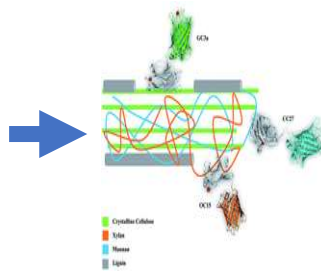 GC3a
CC27
OC15
Crystalline Cellulose
Xylan
Mannan
Lignin